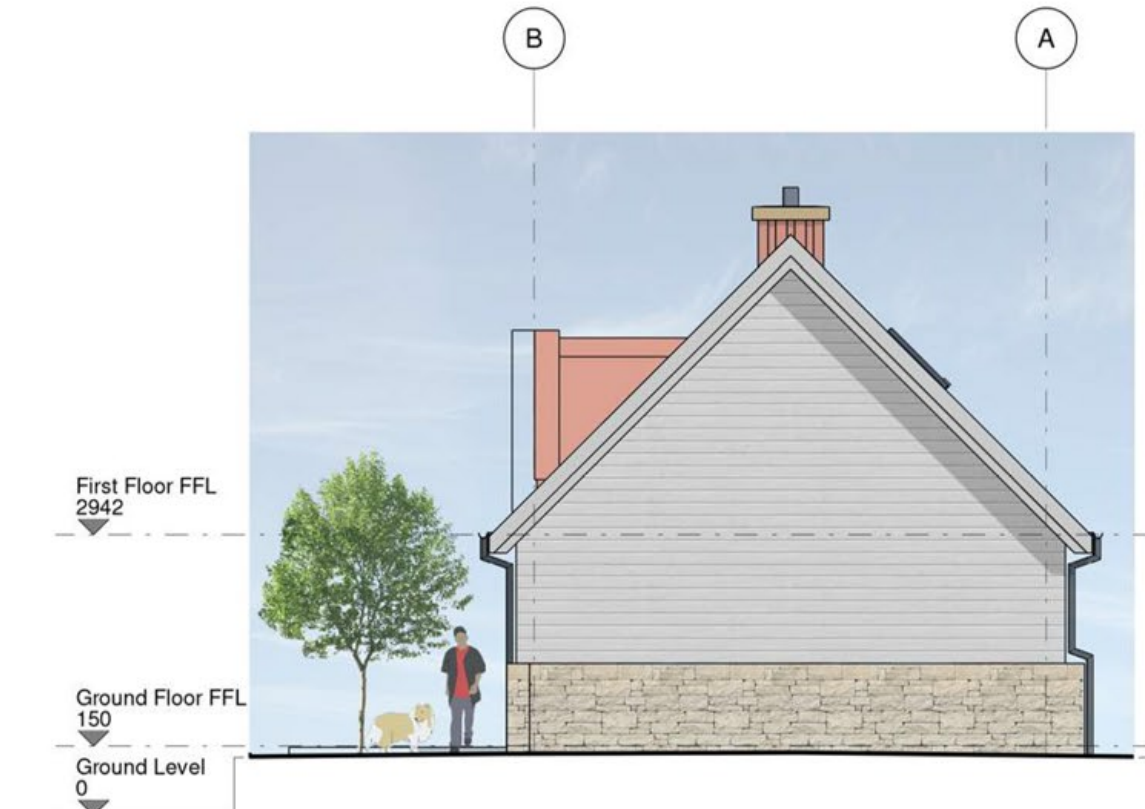 B
A
First Floor FFL
2942
Ground Floor FFL
150
Ground Level
0